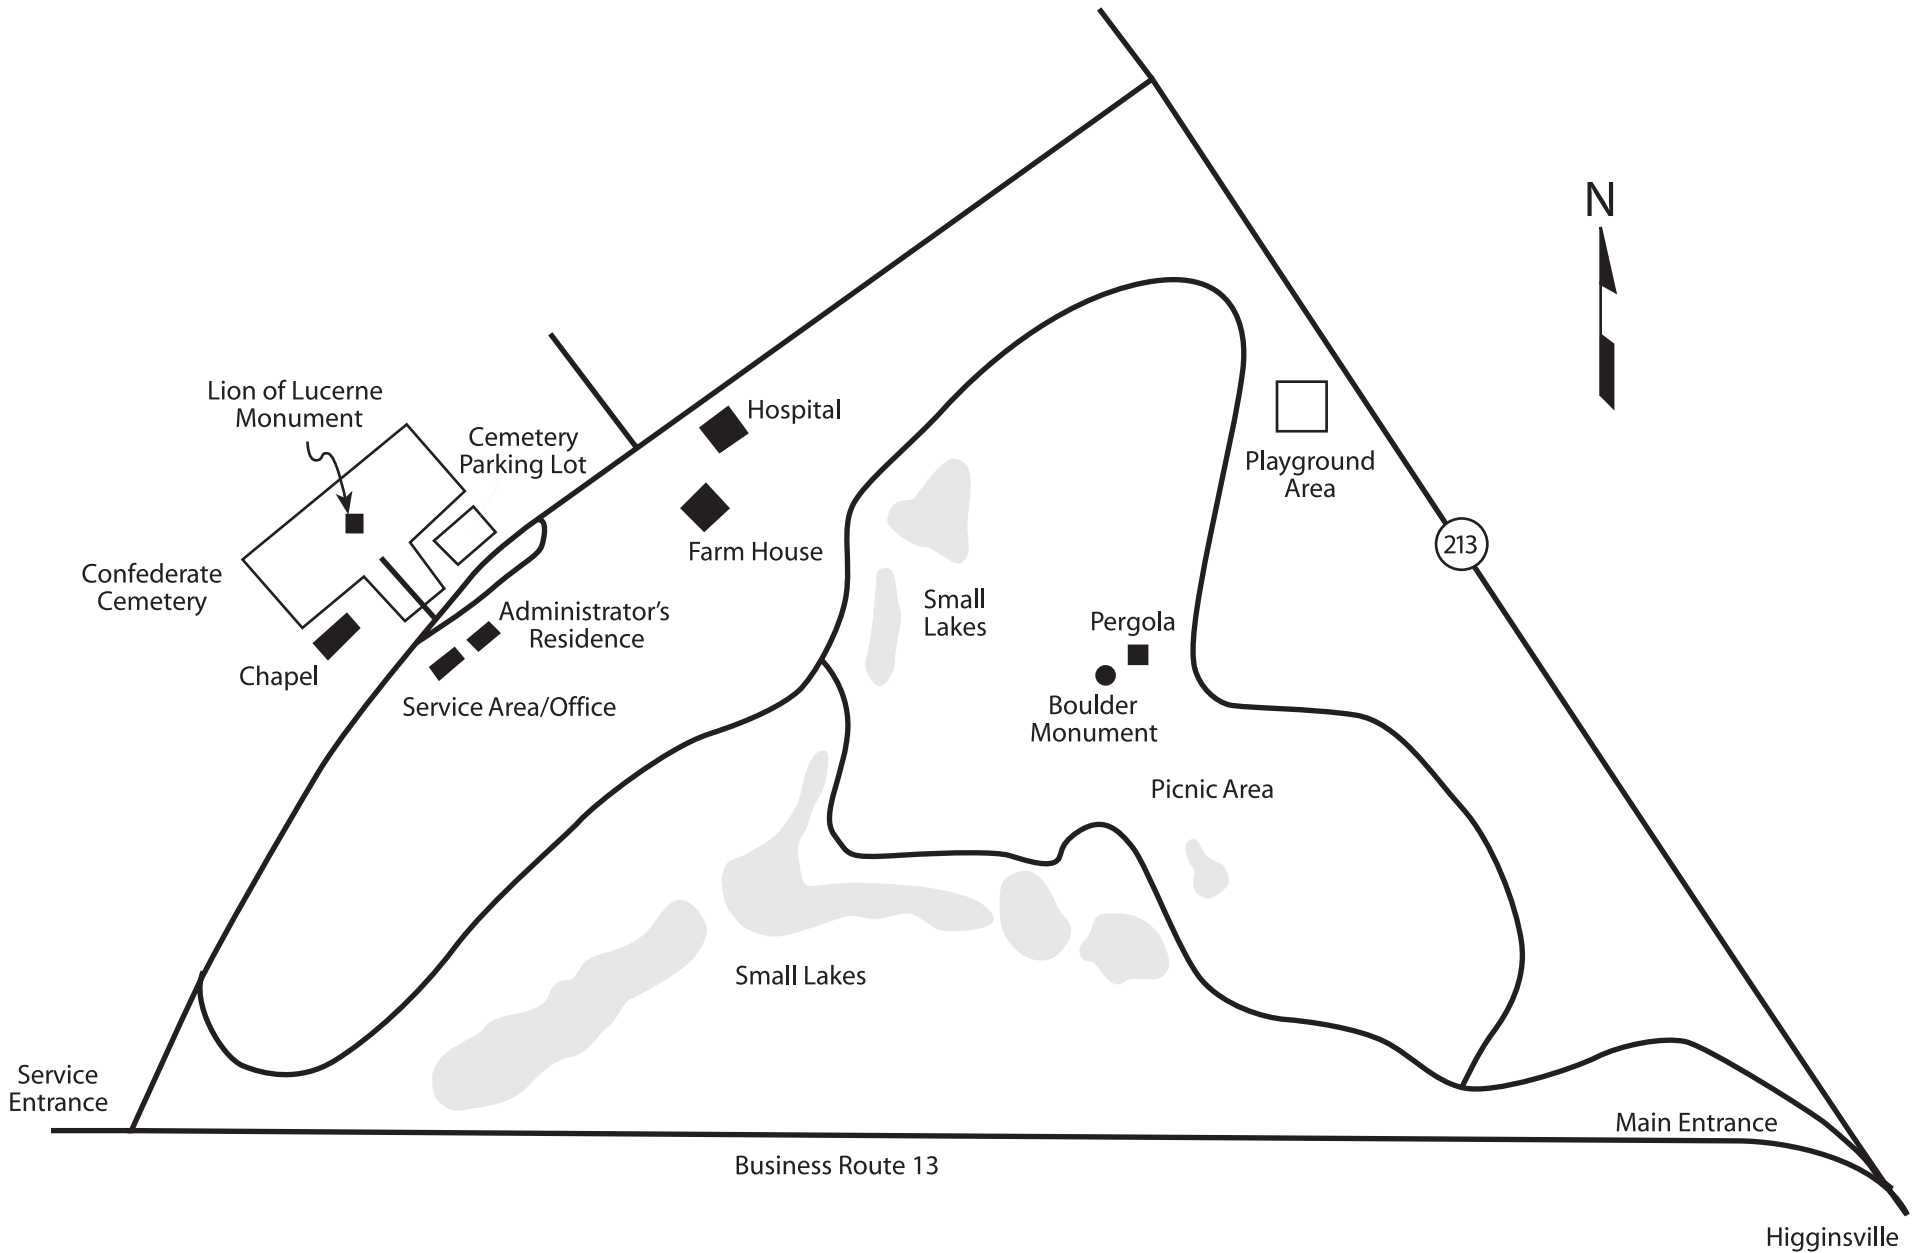 N
Lion of Lucerne
Monument
Hospital
Cemetery
Parking Lot
Playground
Area
213
Farm House
Confederate
Cemetery
Small
Lakes
Administrator's
Residence
Pergola
Chapel
Service Area/Office
Boulder
Monument
Picnic Area
Small Lakes
Service
Entrance
Main Entrance
Business Route 13
Higginsville